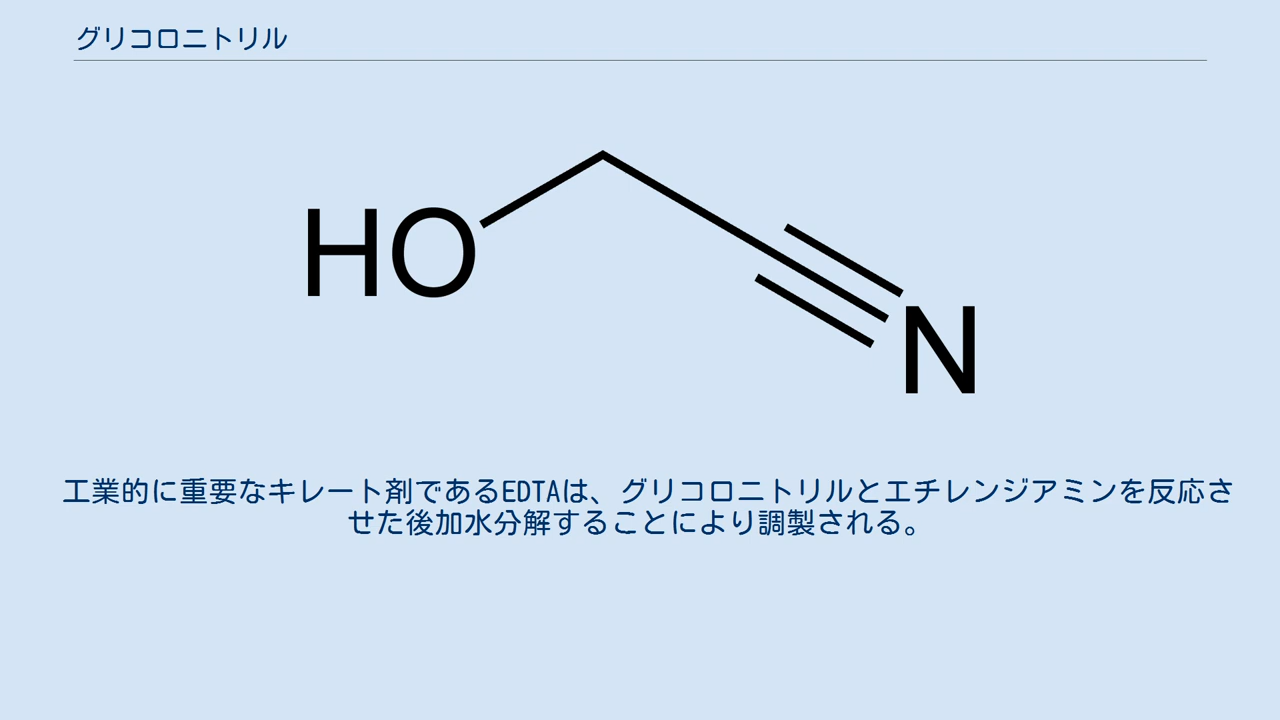 グリコロニトリル
HO
N
工業的に重要なキレート剤であるEDTAは、グリコロニトリルとエチレンジアミンを反応さ
せた後加水分解することにより調製される。